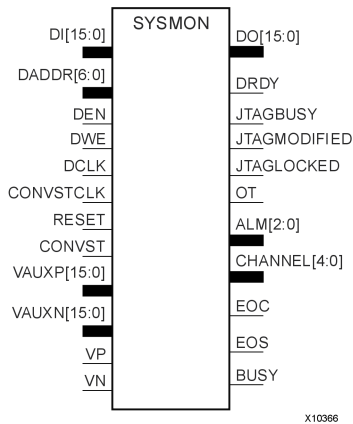 SYSMON
DI[15:0]
DADDR[6:0]
DEN
DWE
DCLK
CONVSTCLK
RESET
CONVST
VAUXP[15:0]
VAUXN[15:0]
VP
VN
DO[15:0]
DRDY
JTAGBUSY
JTAGMODIFIED
JTAGLOCKED
OT
ALM[2:0]
CHANNEL[4:0]
EOC
EOS
BUSY
X10366